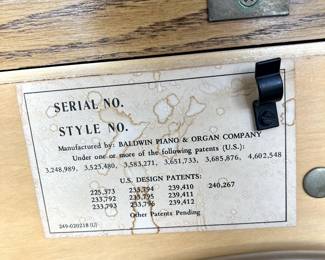 SERIAL NO.
STYLE NO.
Manufactured by: BALDWIN PIANO & ORGAN COMPANY
Under one or more of the following patents (U.S.):
3,248,989, 3,525,480, 3,583,271, 3,651,733, 3,685,876, 4,602,548
U.S. DESIGN PATENTS:
225,373 233,794 239,410 240,267
233,792 233,795 239,411
233,793 233,796 239,412
Other Patents Pending
249-020218 (U)